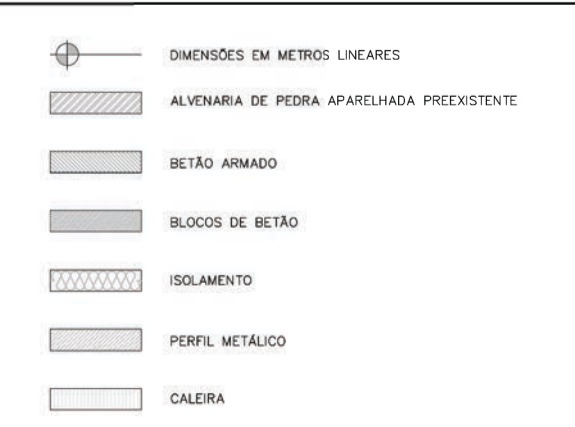 DIMENSÕES EM METROS LINEARES
ALVENARIA DE PEDRA APARELHADA PREEXISTENTE
BETÃO ARMADO
BLOCOS DE BETÃO
ISOLAMENTO
PERFIL METÁLICO
CALEIRA